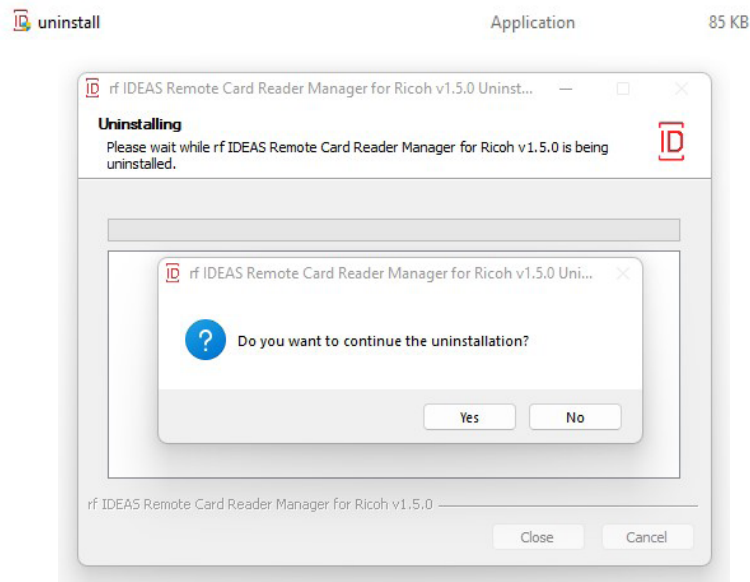 uninstall Application 85 KB
rf IDEAS Remote Card Reader Manager for Ricoh v1.5.0 Uninst...
Uninstalling
Please wait while rf IDEAS Remote Card Reader Manager for Ricoh v1.5.0 is being
uninstalled.
ID
rf IDEAS Remote Card Reader Manager for Ricoh v1.5.0 Uni...
Do you want to continue the uninstallation?
Yes No
rf IDEAS Remote Card Reader Manager for Ricoh v1.5.0
Close Cancel